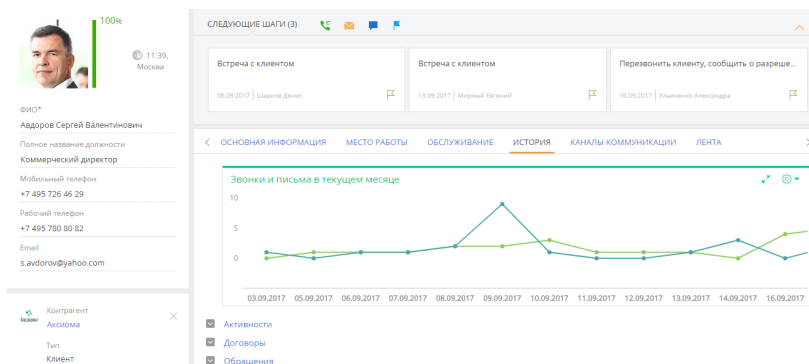 100%
11:39,
Москва
ФИО*
Авдоров Сергей Валентинович
Полное название должности
Коммерческий директор
Мобильный телефон
+7 495 726 46 29
Рабочий телефон
+7 495 780 80 82
Email
s.avdorov@yahoo.com
Контрагент
Аксиома
Тип
Клиент
СЛЕДУЮЩИЕ ШАГИ (3)
Встреча с клиентом
06.09.2017 | Шарков Денис
Встреча с клиентом
13.09.2017 | Мирный Евгений
Перезвонить клиенту, сообщить о разреше...
16.09.2017 | Ульяненко Александра
ОСНОВНАЯ ИНФОРМАЦИЯ МЕСТО РАБОТЫ ОБСЛУЖИВАНИЕ ИСТОРИЯ КАНАЛЫ КОММУНИКАЦИИ ЛЕНТА
Звонки и письма в текущем месяце
10
5
0
03.09.2017 05.09.2017 06.09.2017 07.09.2017 08.09.2017 09.09.2017 10.09.2017 11.09.2017 12.09.2017 13.09.2017 14.09.2017 16.09.2017
Активности
Договоры
Обращения